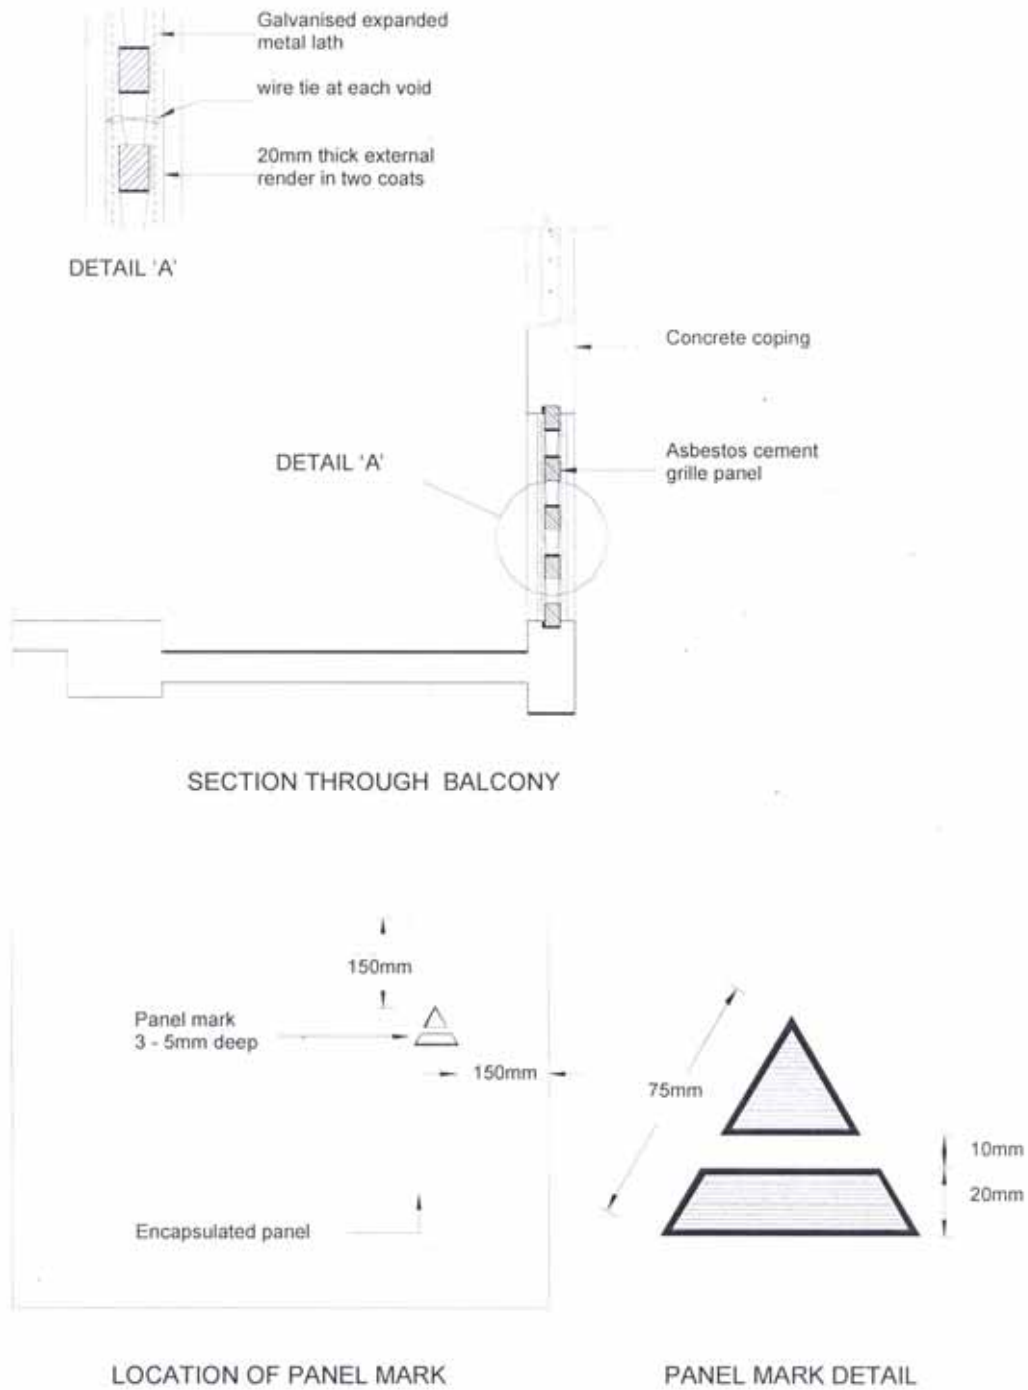 Galvanised expanded
metal lath
wire tie at each void
20mm thick external
render in two coats
DETAIL 'A'
Concrete coping
DETAIL 'A'
Asbestos cement
grille panel
SECTION THROUGH BALCONY
150mm
Panel mark
3 - 5mm deep
150mm
Encapsulated panel
75mm
10mm
20mm
LOCATION OF PANEL MARK
PANEL MARK DETAIL